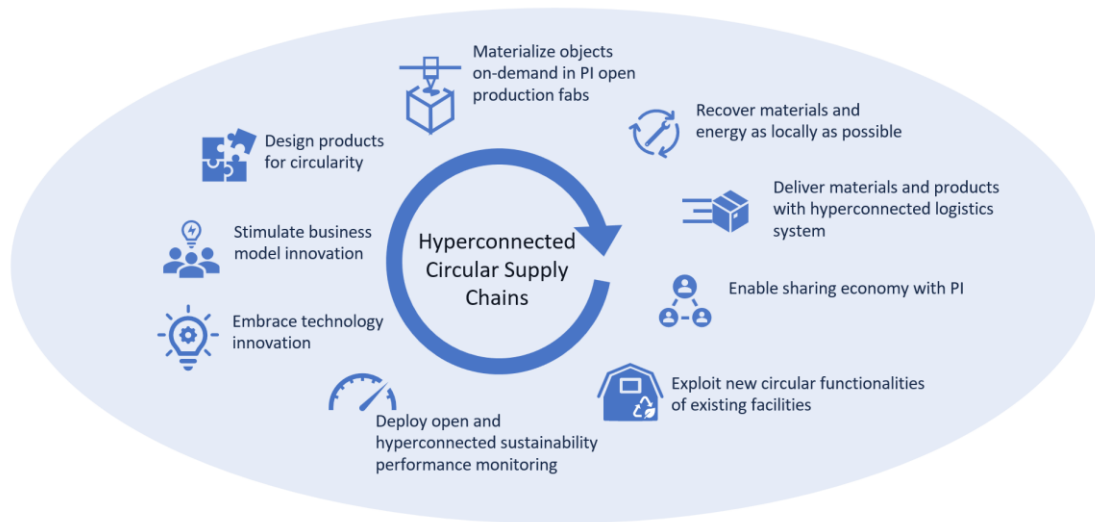 Materialize objects
on-demand in PI open
production fabs
Recover materials and
energy as locally as possible
Design products
for circularity
Deliver materials and products
with hyperconnected logistics
system
Stimulate business
model innovation
Hyperconnected
Circular Supply
Chains
Enable sharing economy with PI
Embrace technology
innovation
Exploit new circular functionalities
of existing facilities
Deploy open and
hyperconnected sustainability
performance monitoring